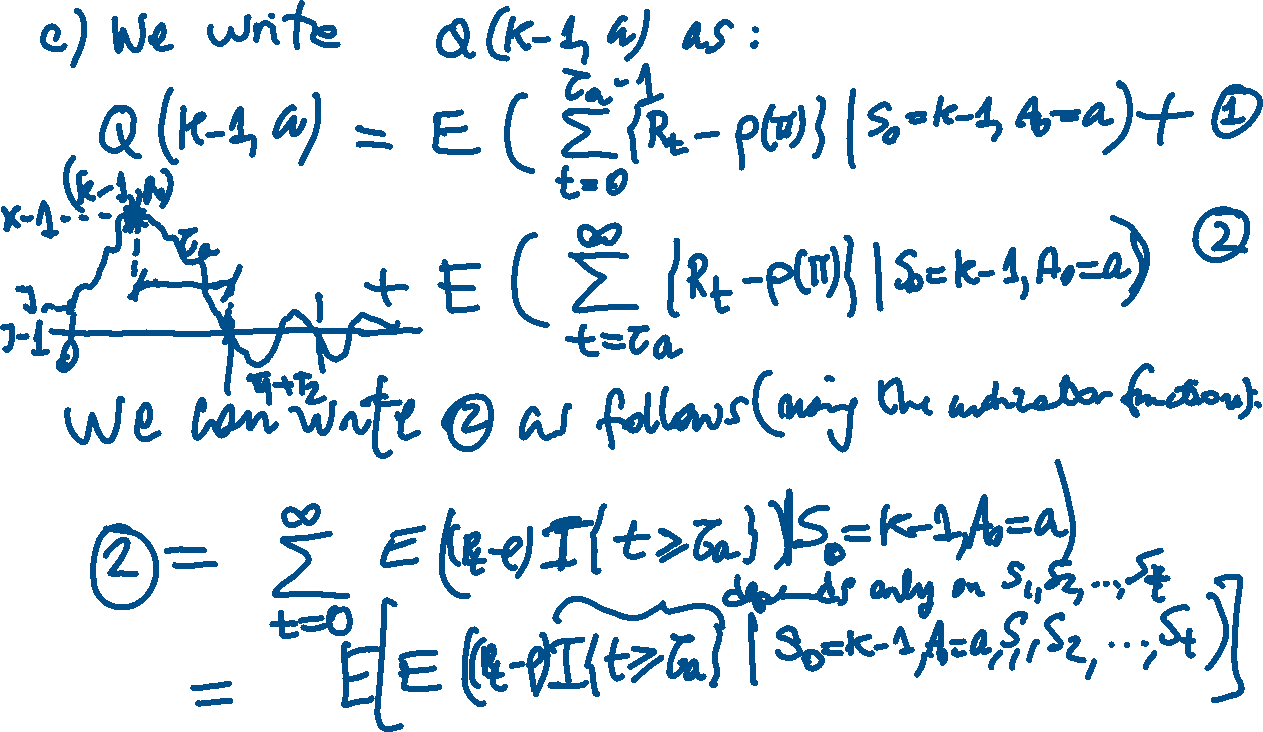 c) We write Q(k-1, a) as:
Q(k-1, a) = E ( ∑_{t=0}^{τ_a - 1} {R_t - ρ(π)} | S_0 = k-1, A_0 = a) + ①
+ E ( ∑_{t=τ_a}^{∞} {R_t - ρ(π)} | S_0 = k-1, A_0 = a) ②
(k-1, A_0)
k-1
τ_a
J
J-1
0
τ_1+τ_2
We can write ② as follows (using the indicator function):
② = ∑_{t=0}^{∞} E ((R_t - ρ) I{t ≥ τ_a}) | S_0 = k-1, A_0 = a)
depends only on S_1, S_2, ..., S_t
= E[E ((R_t - ρ) I{t ≥ τ_a} | S_0 = k-1, A_0 = a, S_1, S_2, ..., S_t)]